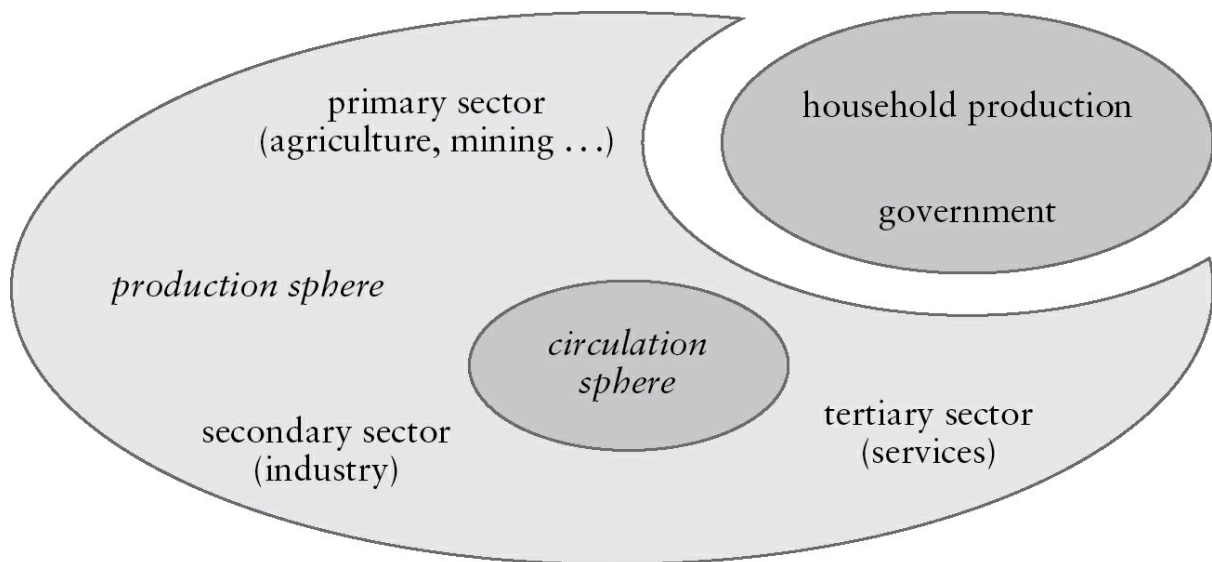 primary sector
(agriculture, mining …)
household production
government
production sphere
circulation
sphere
secondary sector
(industry)
tertiary sector
(services)